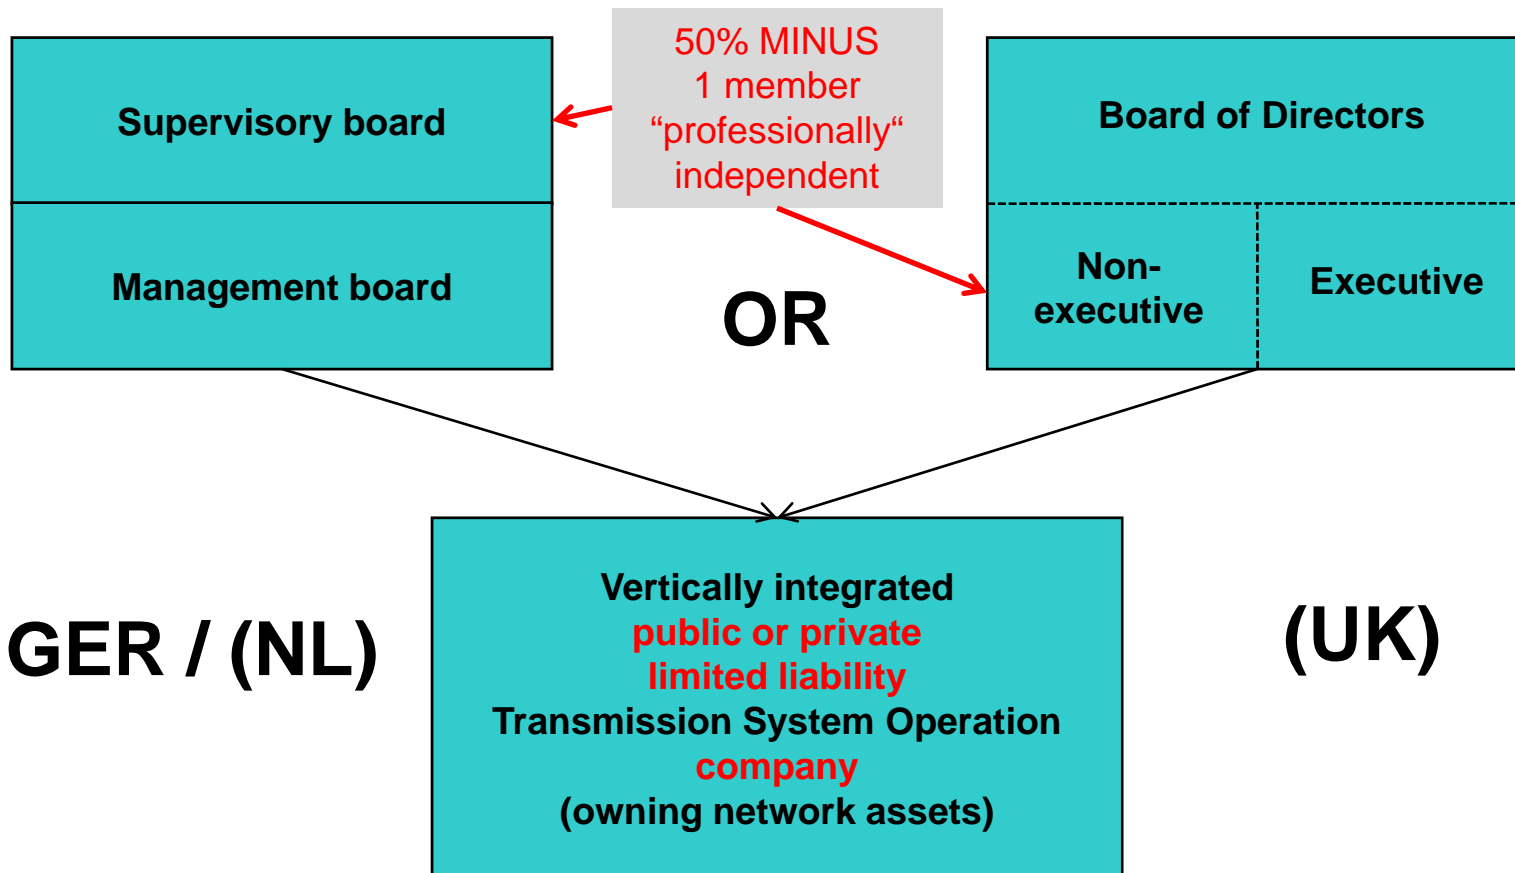 50% MINUS
1 member
“professionally“
independent
Supervisory board
Management board
Board of Directors
Non-
executive
Executive
OR
GER / (NL)
(UK)
Vertically integrated
public or private
limited liability
Transmission System Operation
company
(owning network assets)